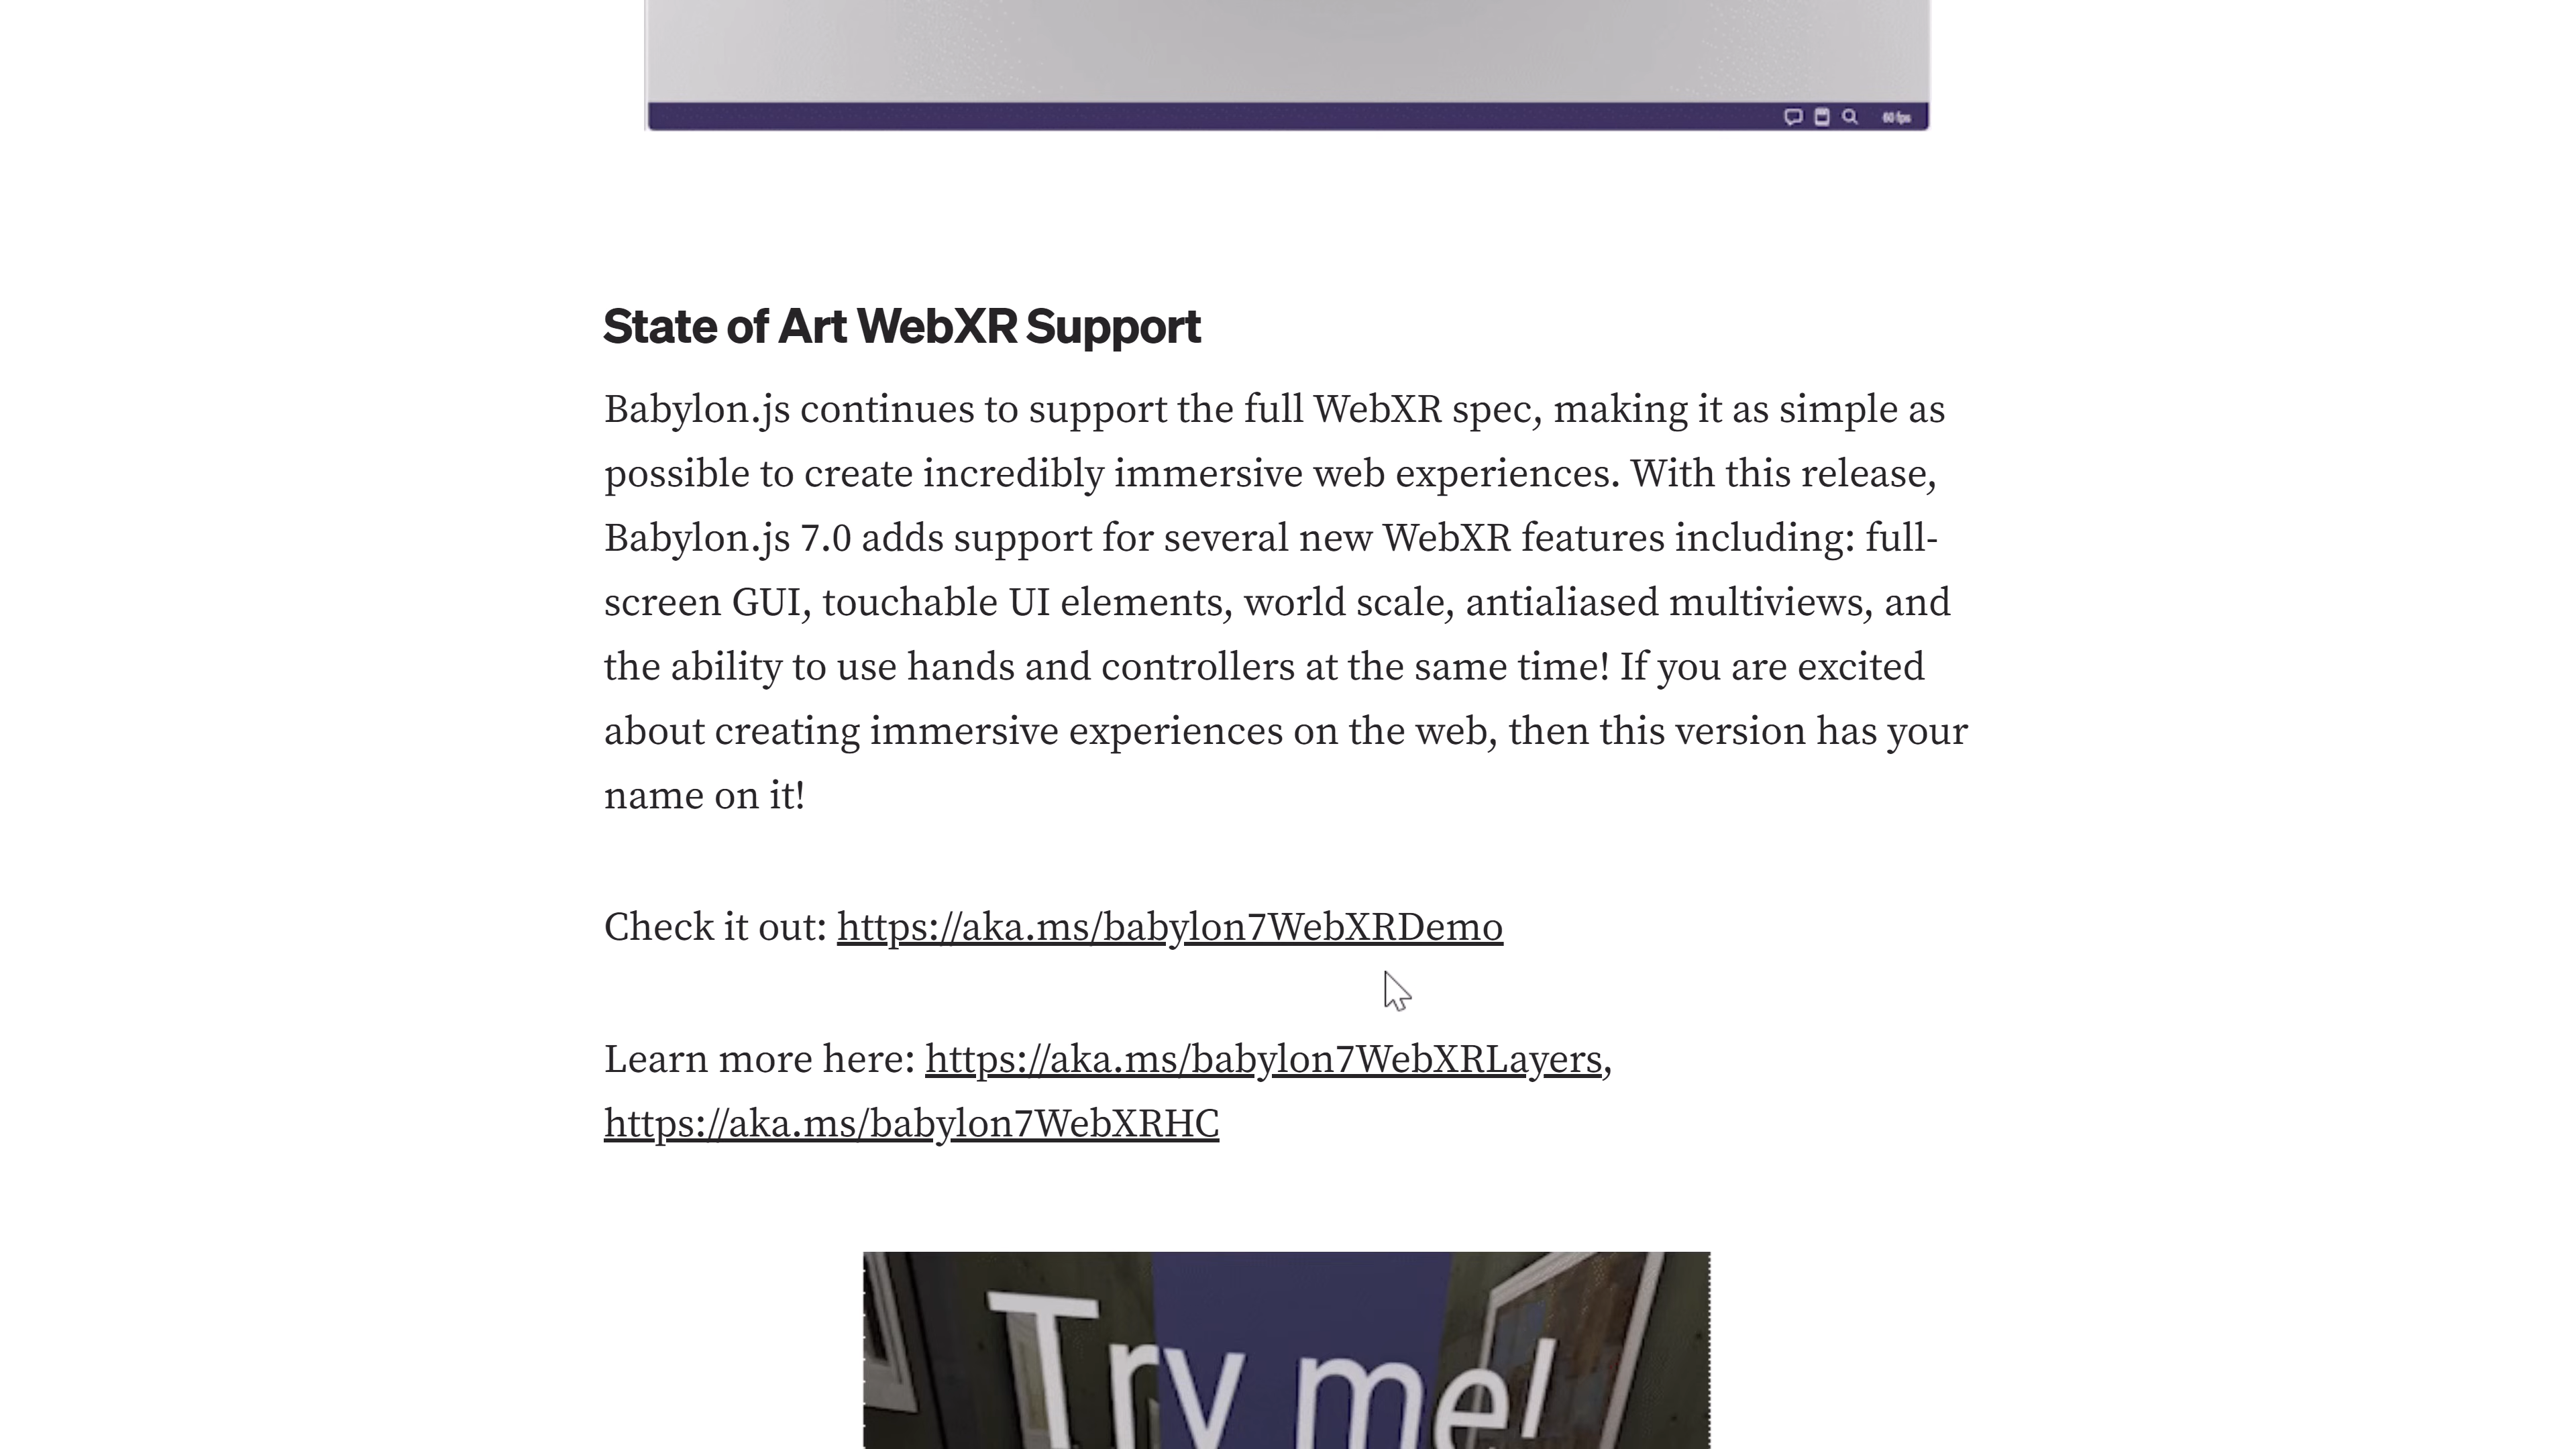 60 fps
State of Art WebXR Support
Babylon.js continues to support the full WebXR spec, making it as simple as
possible to create incredibly immersive web experiences. With this release,
Babylon.js 7.0 adds support for several new WebXR features including: full-
screen GUI, touchable UI elements, world scale, antialiased multiviews, and
the ability to use hands and controllers at the same time! If you are excited
about creating immersive experiences on the web, then this version has your
name on it!
Check it out: https://aka.ms/babylon7WebXRDemo
Learn more here: https://aka.ms/babylon7WebXRLayers,
https://aka.ms/babylon7WebXRHC
Try me!